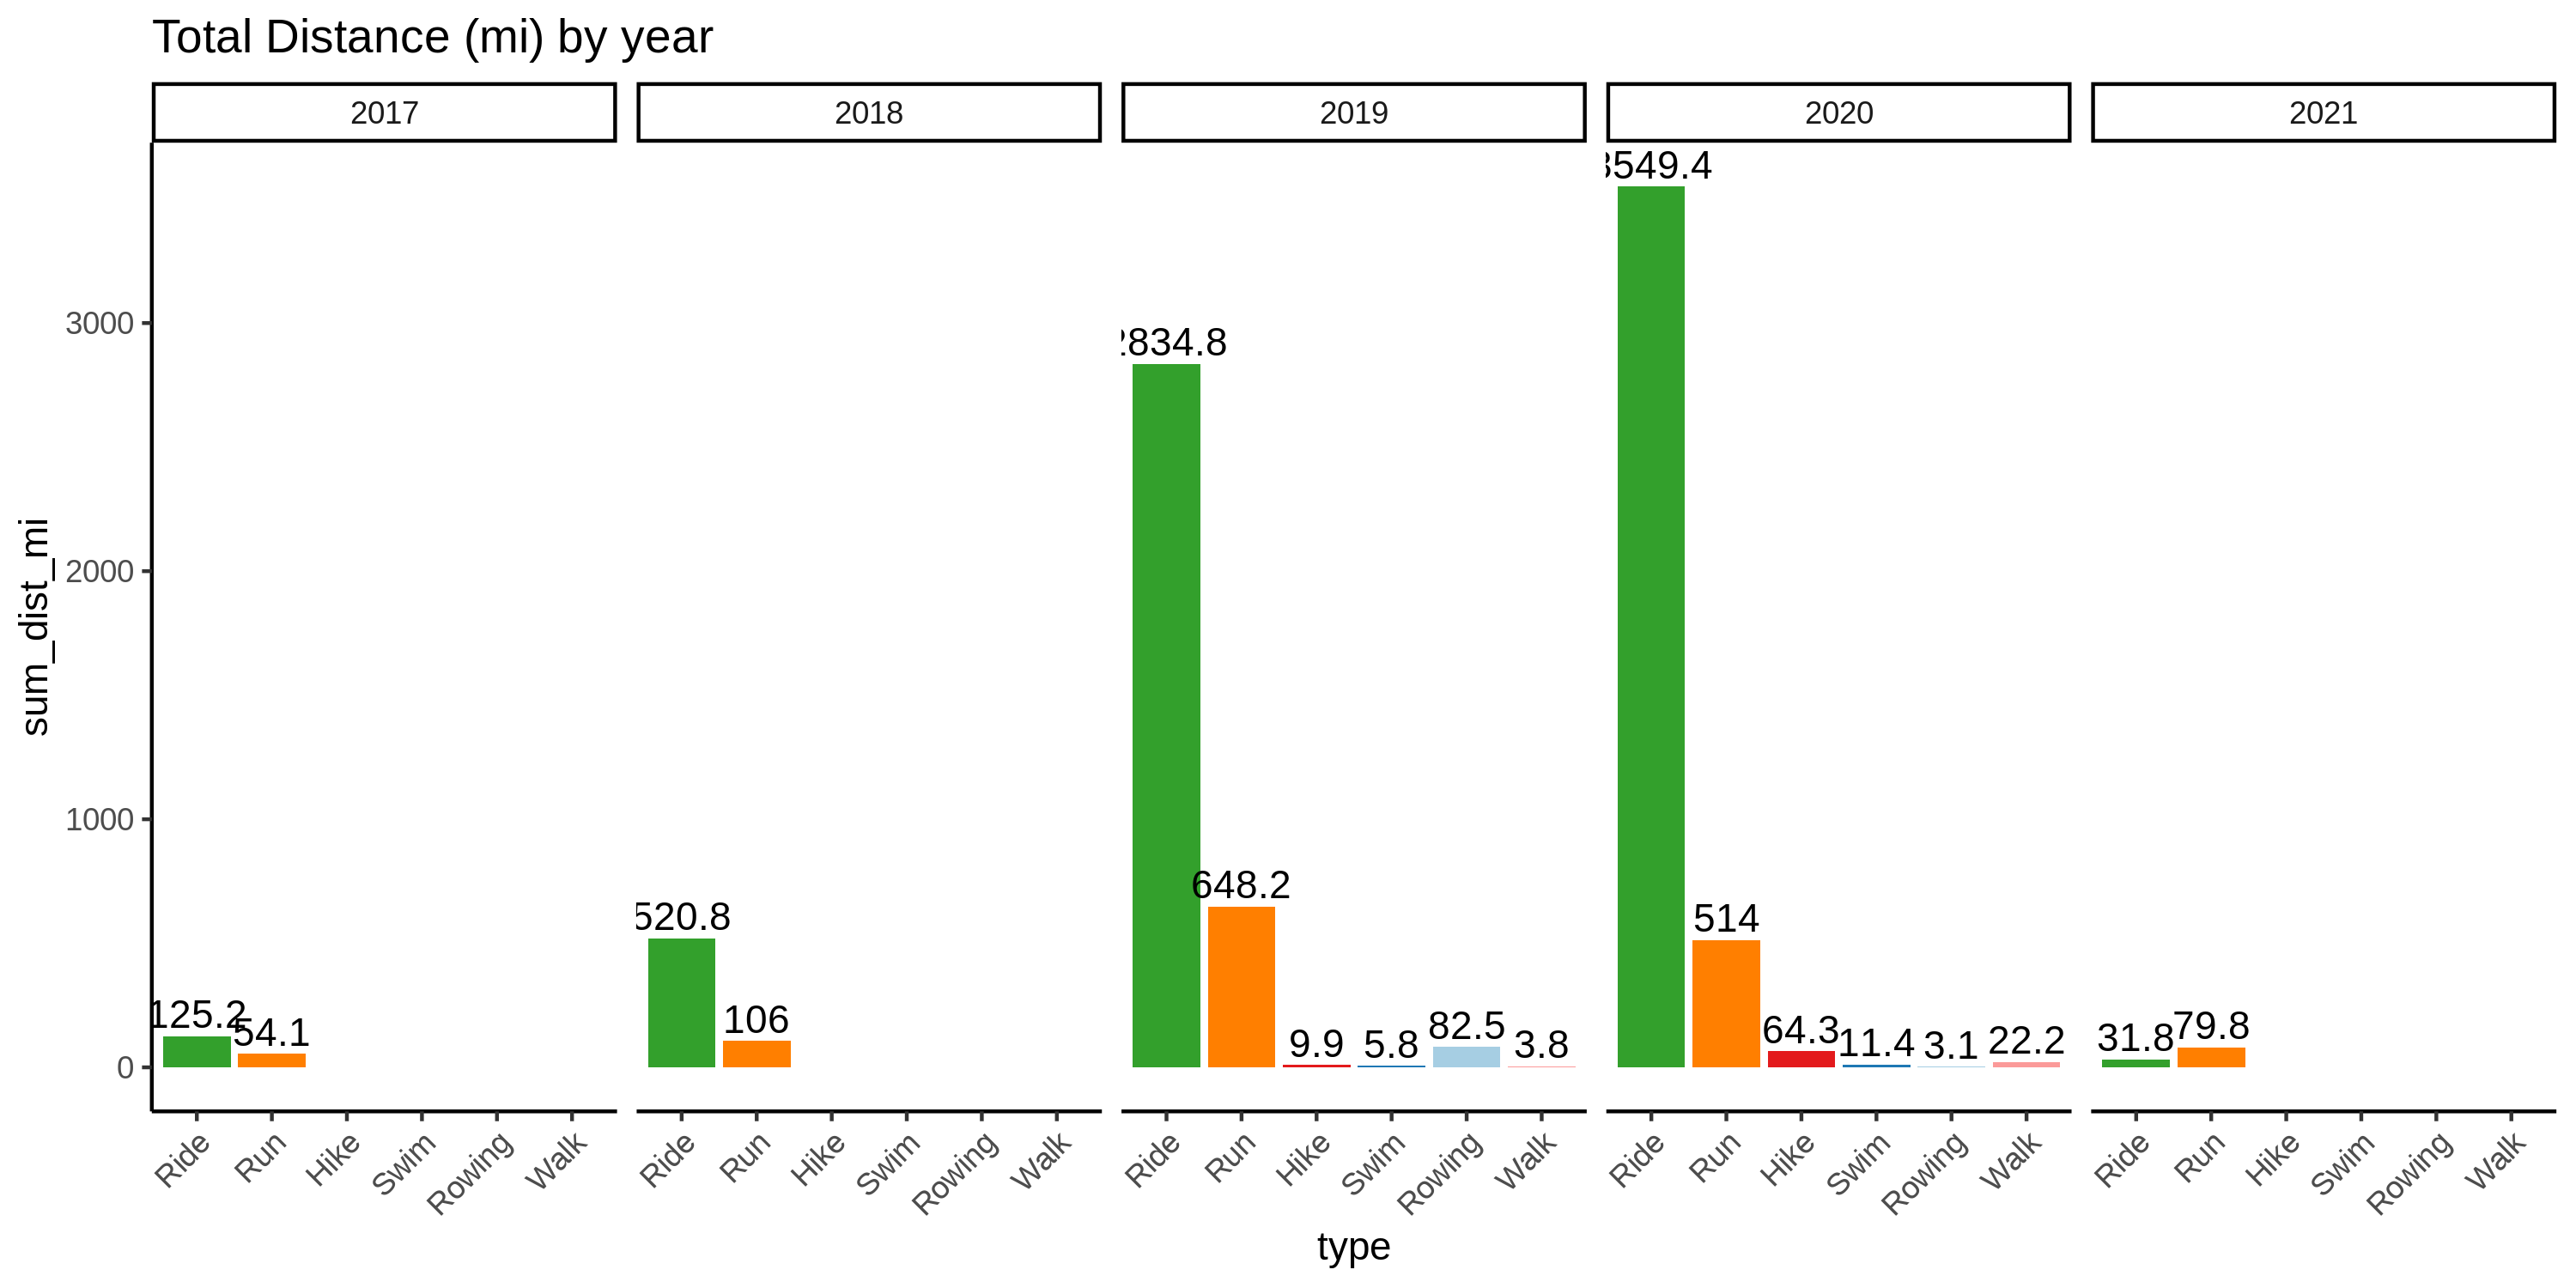 Total Distance (mi) by year
2017 2018 2019 2020 2021
sum_dist_mi
3000
2000
1000
0
125.2 54.1
520.8 106
2834.8 648.2 9.9 5.8 82.5 3.8
3549.4 514 64.3 11.4 3.1 22.2
31.8 79.8
Ride Run Hike Swim Rowing Walk
Ride Run Hike Swim Rowing Walk
Ride Run Hike Swim Rowing Walk
Ride Run Hike Swim Rowing Walk
Ride Run Hike Swim Rowing Walk
type